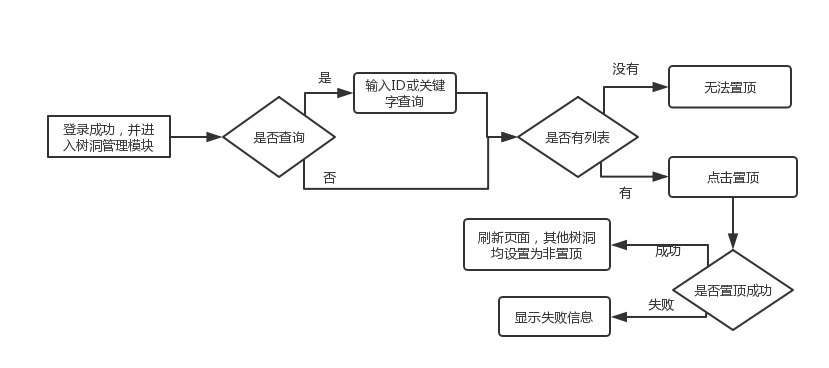 登录成功，并进
入树洞管理模块
是否查询
是
输入ID或关键
字查询
否
是否有列表
没有
无法置顶
有
点击置顶
是否置顶成功
成功
刷新页面，其他树洞
均设置为非置顶
失败
显示失败信息